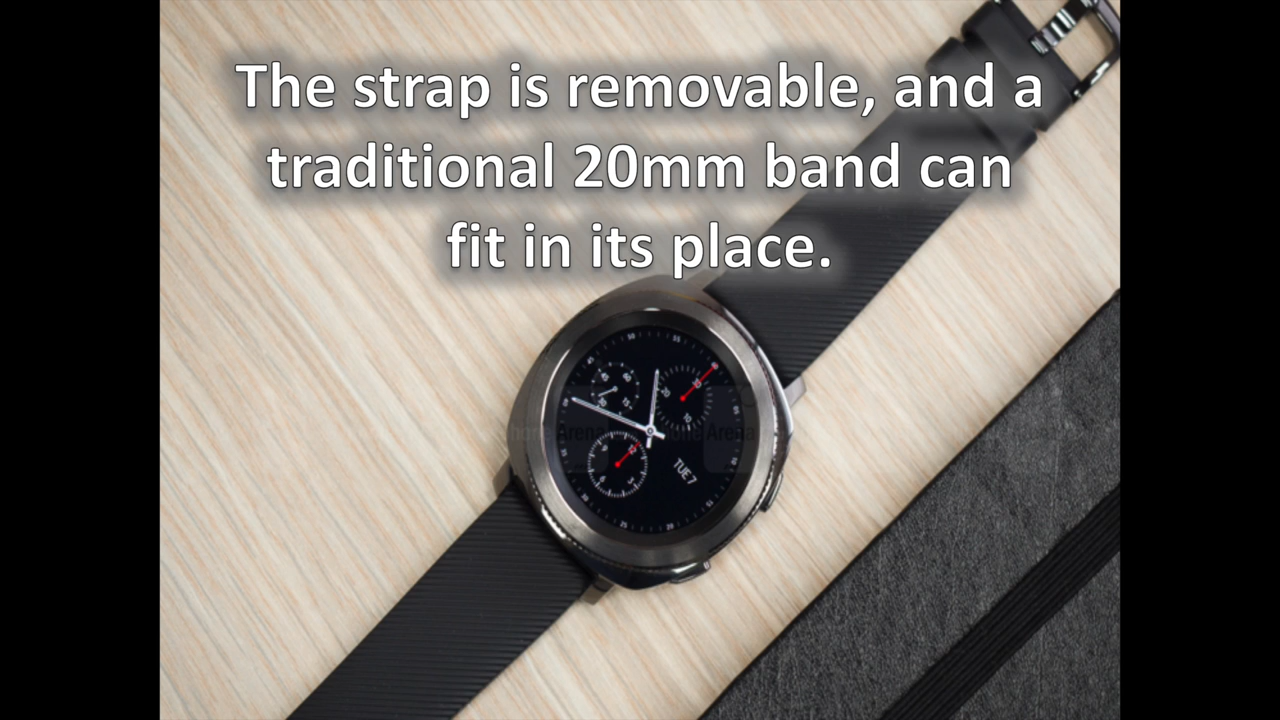 The strap is removable, and a
traditional 20mm band can
fit in its place.
TUE 7